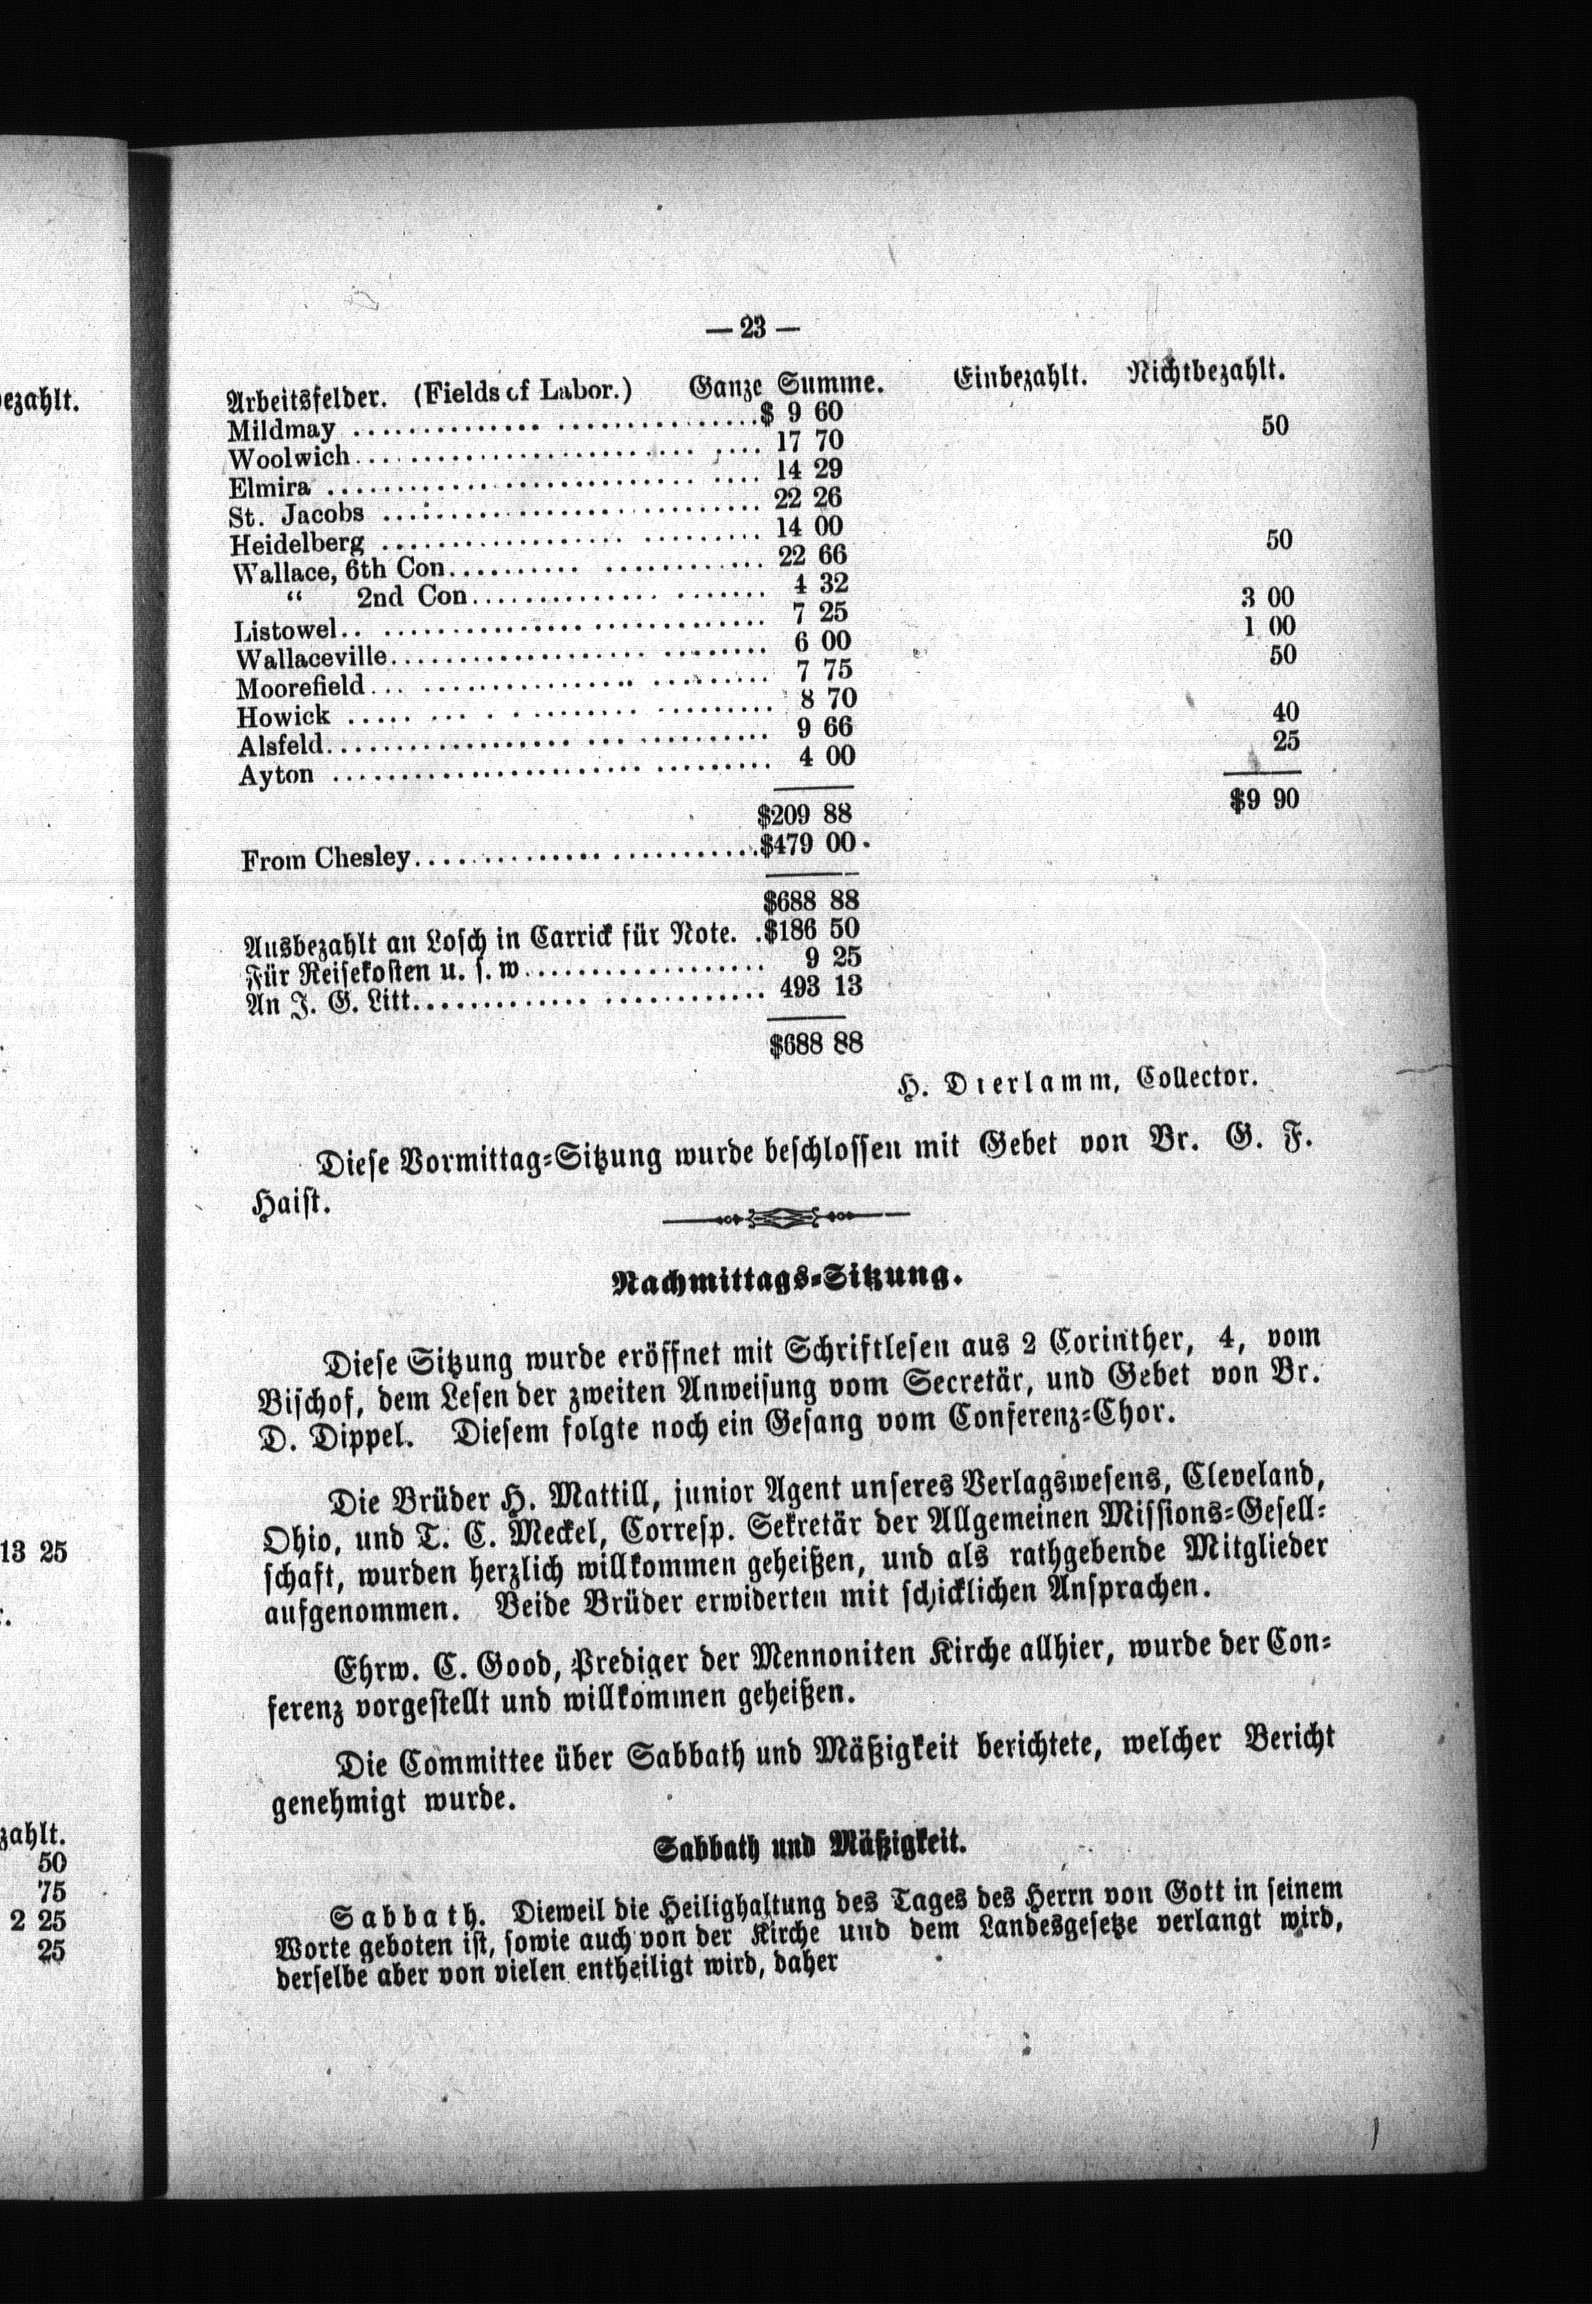 ezahlt.
13 25
zahlt.
50
75
2 25
25
— 23 —
Arbeitsfelder. (Fields of Labor.) Ganze Summe. Einbezahlt. Nichtbezahlt.
Mildmay ........................................$ 9 60
Woolwich........................................ 17 70 50
Elmira ........................................ 14 29
St. Jacobs ........................................ 22 26
Heidelberg ........................................ 14 00
Wallace, 6th Con........................................ 22 66 50
“ 2nd Con........................................ 4 32
Listowel........................................ 7 25 3 00
Wallaceville........................................ 6 00 1 00
Moorefield........................................ 7 75 50
Howick ........................................ 8 70
Alsfeld........................................ 9 66 40
Ayton ........................................ 4 00 25
$209 88 $9 90
From Chesley........................................$479 00
$688 88
Ausbezahlt an Losch in Carrick für Note. .$186 50
Für Reisekosten u. s. w.................. 9 25
An J. G. Litt.......................... 493 13
$688 88
H. Dierlamm, Collector.
Diese Vormittag-Sitzung wurde beschlossen mit Gebet von Br. G. F.
Haist.
Nachmittags-Sitzung.
Diese Sitzung wurde eröffnet mit Schriftlesen aus 2 Corinther, 4, vom
Bischof, dem Lesen der zweiten Anweisung vom Secretär, und Gebet von Br.
D. Dippel. Diesem folgte noch ein Gesang vom Conferenz-Chor.
Die Brüder H. Mattill, junior Agent unseres Verlagswesens, Cleveland,
Ohio, und T. C. Meckel, Corresp. Sekretär der Allgemeinen Missions-Gesell-
schaft, wurden herzlich willkommen geheißen, und als rathgebende Mitglieder
aufgenommen. Beide Brüder erwiderten mit schicklichen Ansprachen.
Ehrw. C. Good, Prediger der Mennoniten Kirche allhier, wurde der Con-
ferenz vorgestellt und willkommen geheißen.
Die Committee über Sabbath und Mäßigkeit berichtete, welcher Bericht
genehmigt wurde.
Sabbath und Mäßigkeit.
Sabbath. Dieweil die Heilighaltung des Tages des Herrn von Gott in seinem
Worte geboten ist, sowie auch von der Kirche und dem Landesgesetze verlangt wird,
derselbe aber von vielen entheiligt wird, daher